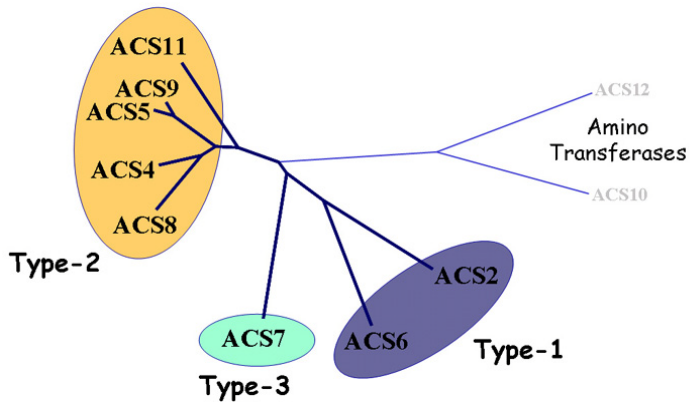 ACS11
ACS9
ACS5
ACS4
ACS8
Type-2
ACS12
Amino
Transferases
ACS10
ACS2
ACS6
Type-1
ACS7
Type-3